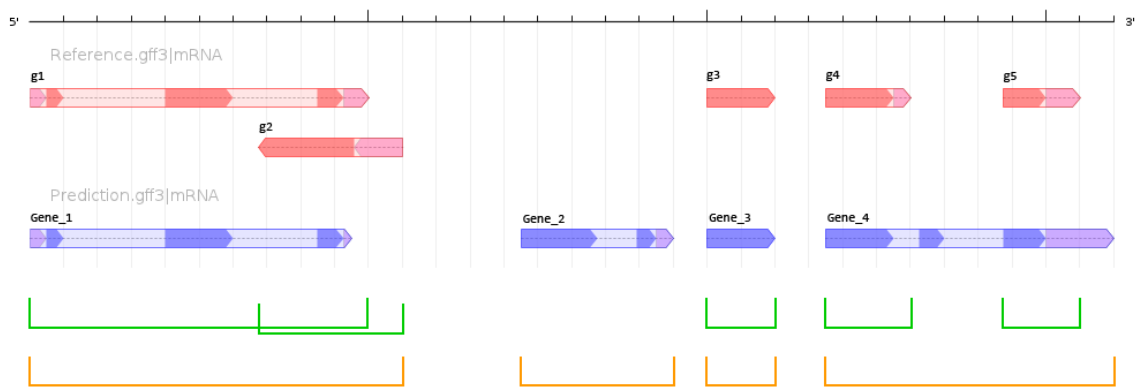 5' 3'
Reference.gff3|mRNA
g1 g3 g4 g5
g2
Prediction.gff3|mRNA
Gene_1 Gene_2 Gene_3 Gene_4